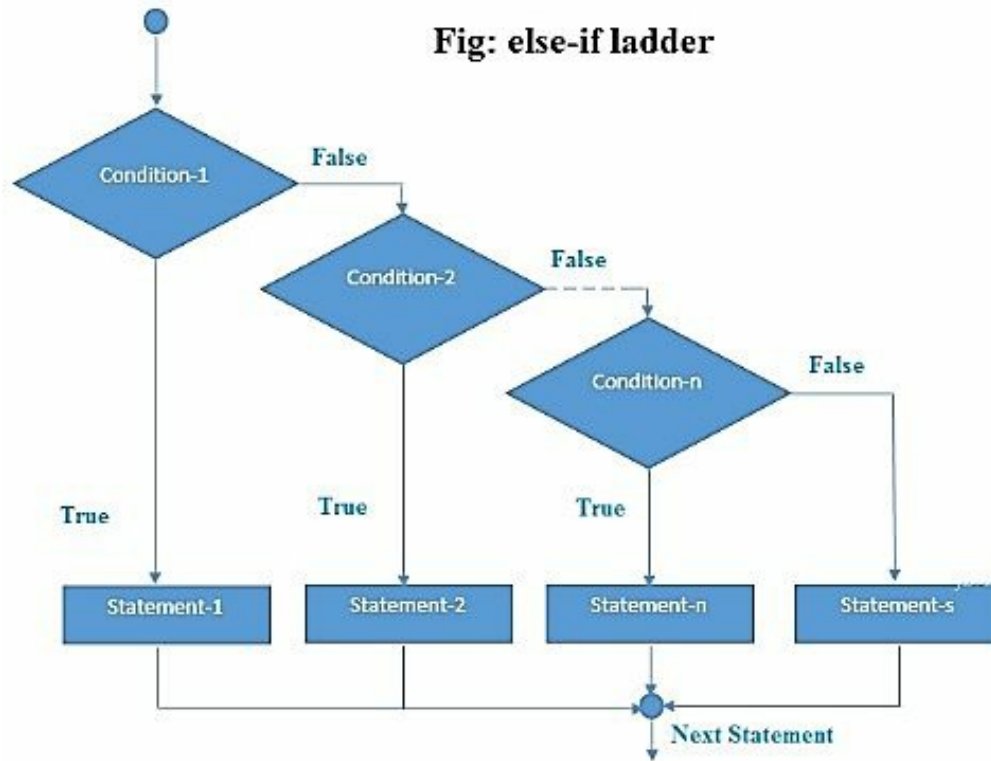 Fig: else-if ladder
Condition-1
False
Condition-2
False
Condition-n
False
True
True
True
Statement-1
Statement-2
Statement-n
Statement-s
Next Statement